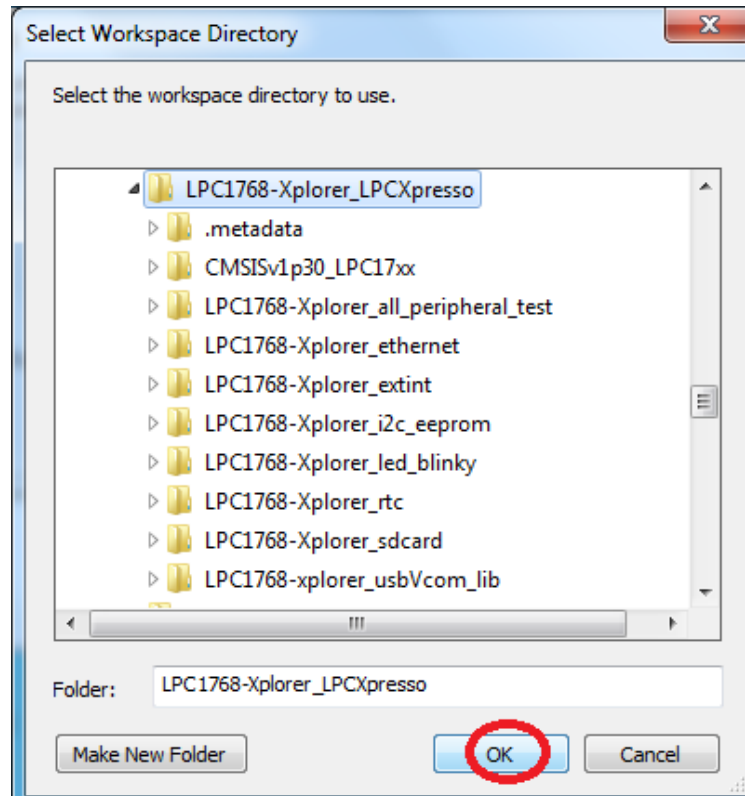 Select Workspace Directory
Select the workspace directory to use.
LPC1768-Xplorer_LPCXpresso
.metadata
CMSISv1p30_LPC17xx
LPC1768-Xplorer_all_peripheral_test
LPC1768-Xplorer_ethernet
LPC1768-Xplorer_extint
LPC1768-Xplorer_i2c_eeprom
LPC1768-Xplorer_led_blinky
LPC1768-Xplorer_rtc
LPC1768-Xplorer_sdcard
LPC1768-xplorer_usbVcom_lib
Folder: LPC1768-Xplorer_LPCXpresso
Make New Folder OK Cancel